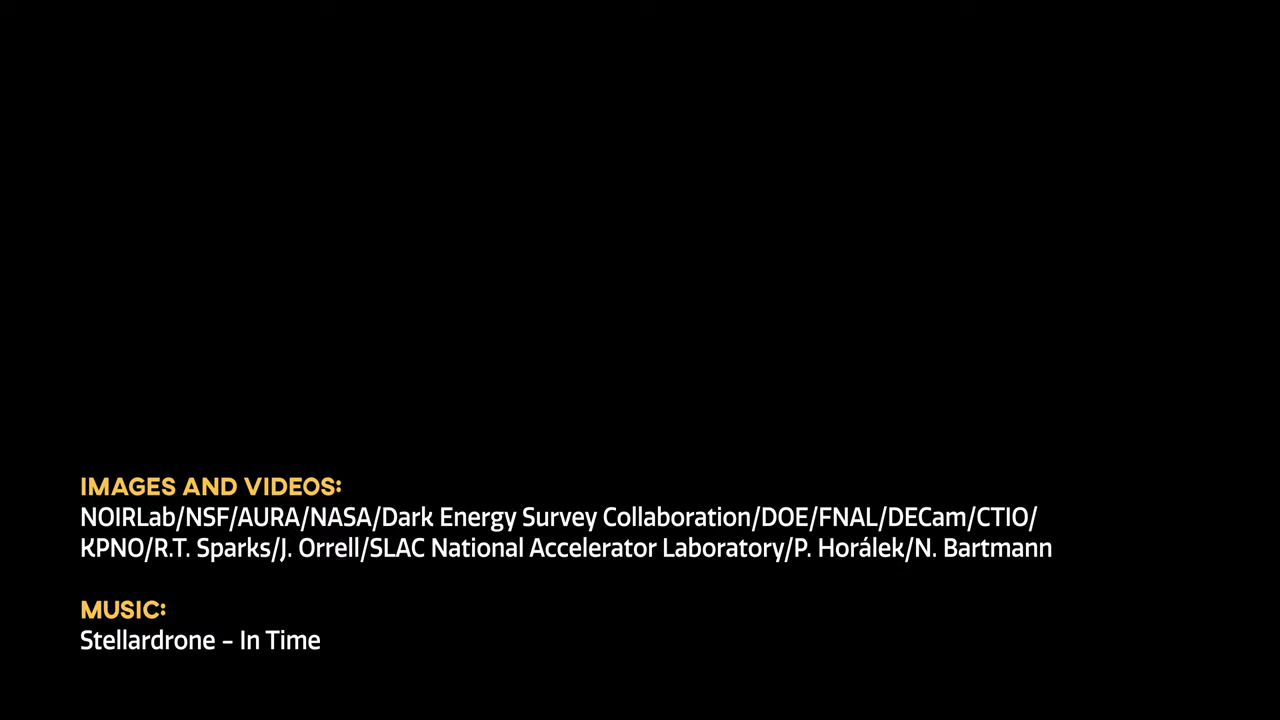 IMAGES AND VIDEOS:
NOIRLab/NSF/AURA/NASA/Dark Energy Survey Collaboration/DOE/FNAL/DECam/CTIO/
KPNO/R.T. Sparks/J. Orrell/SLAC National Accelerator Laboratory/P. Horálek/N. Bartmann
MUSIC:
Stellardrone – In Time